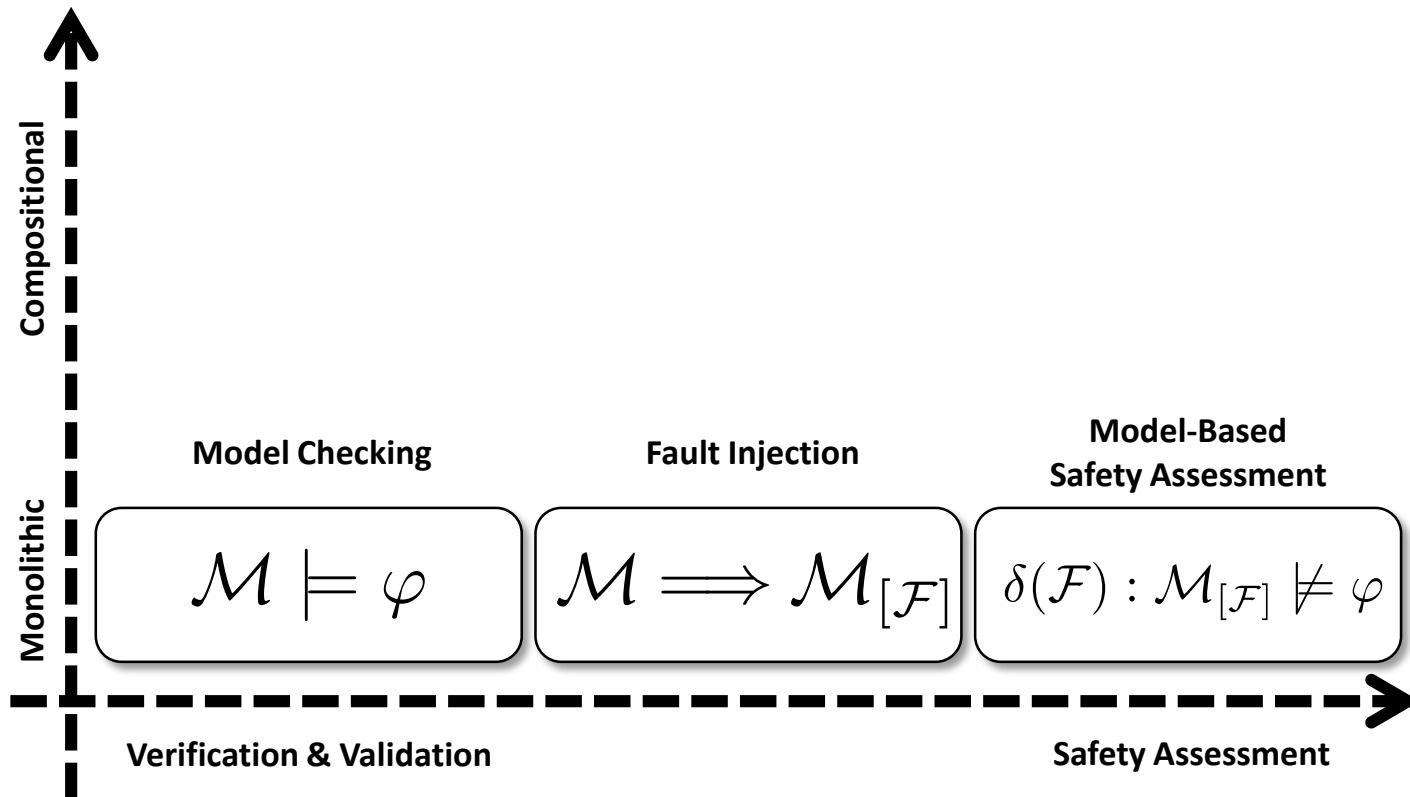 Compositional
Monolithic
Model Checking
Fault Injection
Model-Based
Safety Assessment
ℳ ⊨ φ
ℳ ⟹ ℳ[ℱ]
δ(ℱ) : ℳ[ℱ] ⊭ φ
Verification & Validation
Safety Assessment